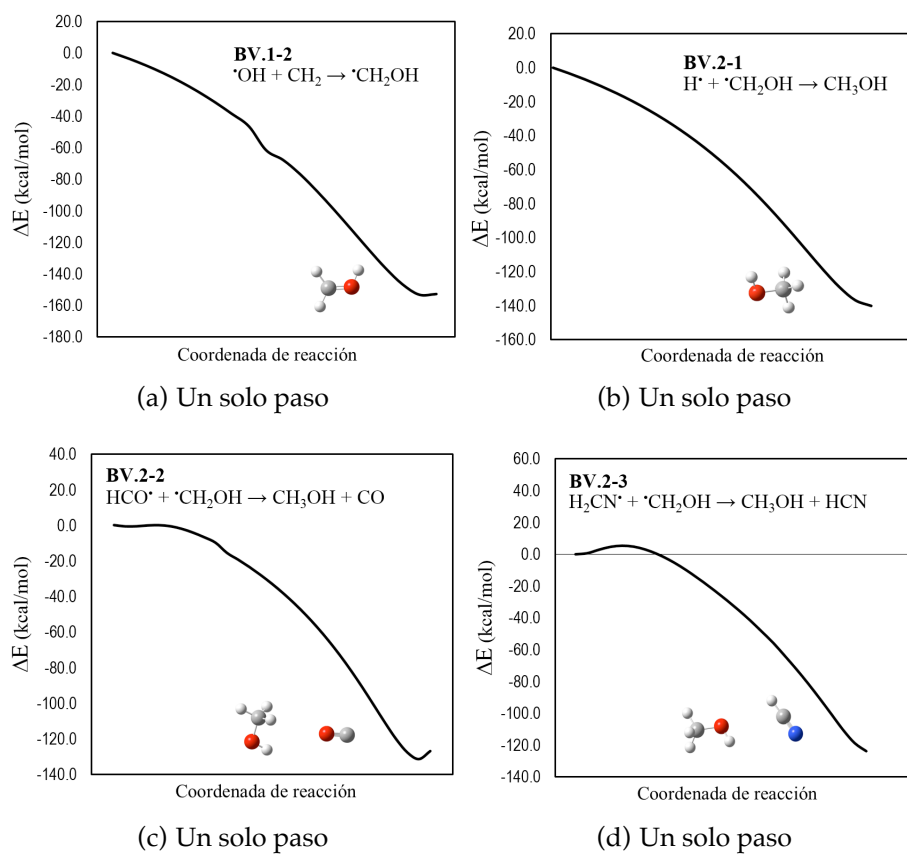 20.0
0.0
-20.0
-40.0
-60.0
-80.0
-100.0
-120.0
-140.0
-160.0
-180.0
ΔE (kcal/mol)
BV.1-2
•OH + CH₂ → •CH₂OH
Coordenada de reacción
(a) Un solo paso
20.0
0.0
-20.0
-40.0
-60.0
-80.0
-100.0
-120.0
-140.0
-160.0
ΔE (kcal/mol)
BV.2-1
H• + •CH₂OH → CH₃OH
Coordenada de reacción
(b) Un solo paso
40.0
20.0
0.0
-20.0
-40.0
-60.0
-80.0
-100.0
-120.0
-140.0
ΔE (kcal/mol)
BV.2-2
HCO• + •CH₂OH → CH₃OH + CO
Coordenada de reacción
(c) Un solo paso
60.0
40.0
20.0
0.0
-20.0
-40.0
-60.0
-80.0
-100.0
-120.0
-140.0
ΔE (kcal/mol)
BV.2-3
H₂CN• + •CH₂OH → CH₃OH + HCN
Coordenada de reacción
(d) Un solo paso